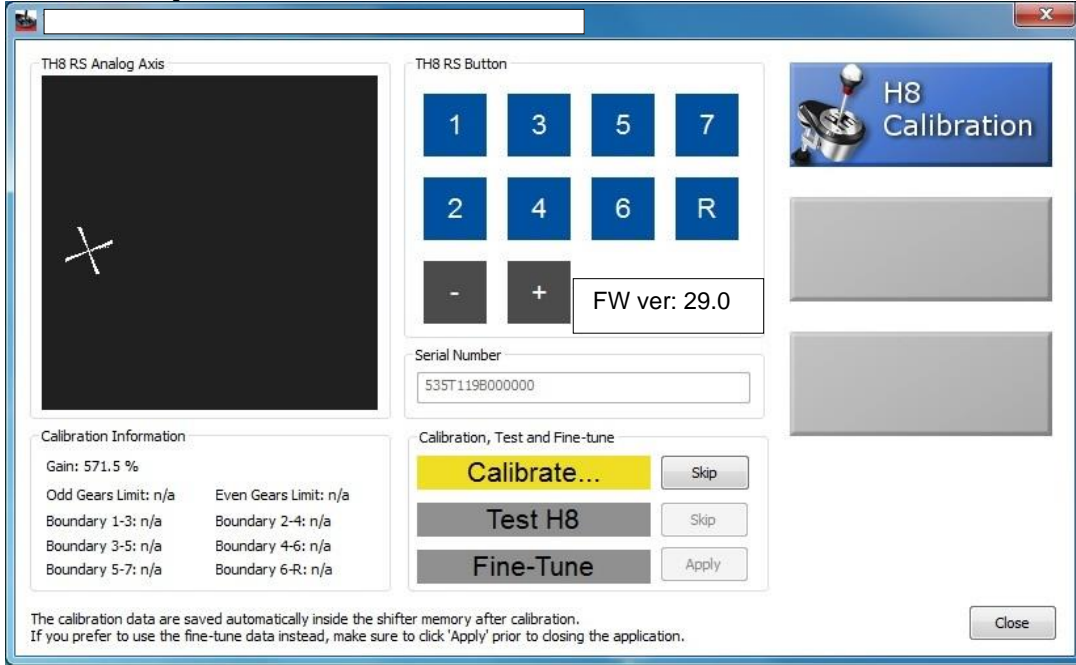 TH8 RS Analog Axis
TH8 RS Button
1 3 5 7
2 4 6 R
- +
FW ver: 29.0
H8
Calibration
Serial Number
535T119B000000
Calibration Information
Gain: 571.5 %
Odd Gears Limit: n/a Even Gears Limit: n/a
Boundary 1-3: n/a Boundary 2-4: n/a
Boundary 3-5: n/a Boundary 4-6: n/a
Boundary 5-7: n/a Boundary 6-R: n/a
Calibration, Test and Fine-tune
Calibrate... Skip
Test H8 Skip
Fine-Tune Apply
The calibration data are saved automatically inside the shifter memory after calibration.
If you prefer to use the fine-tune data instead, make sure to click 'Apply' prior to closing the application.
Close